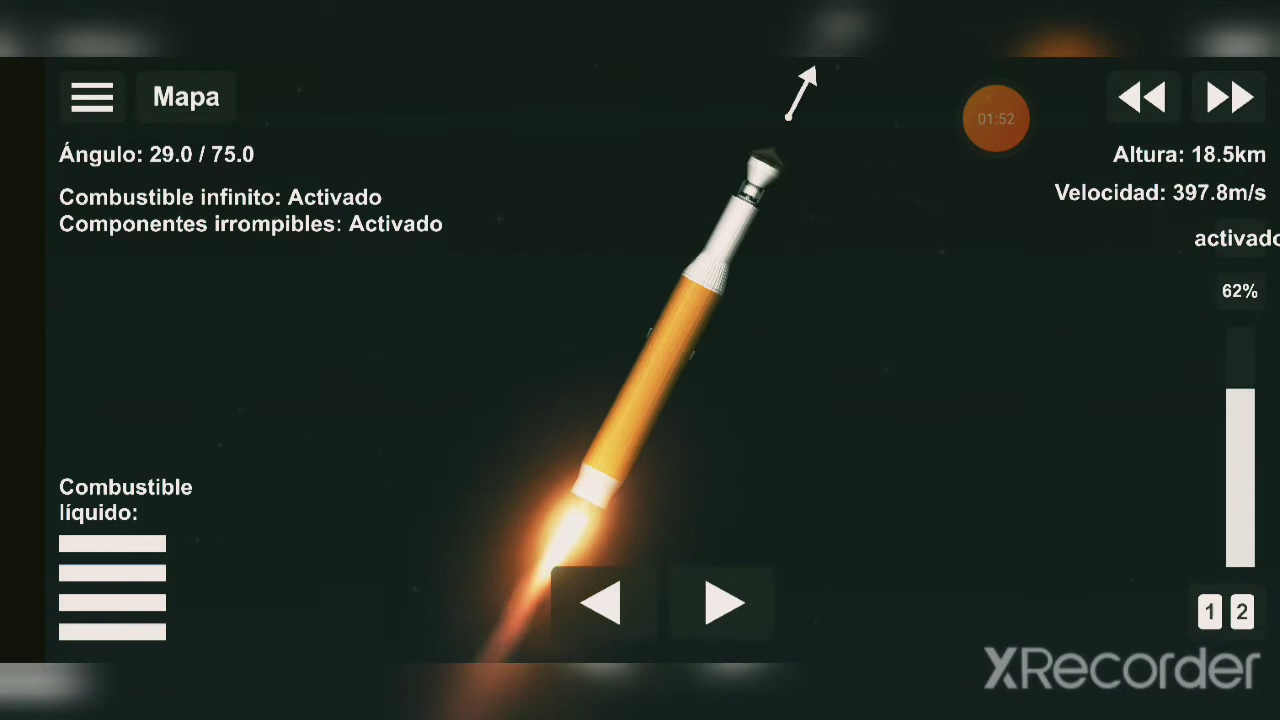 Mapa
01:52
Ángulo: 29.0 / 75.0
Altura: 18.5km
Combustible infinito: Activado
Velocidad: 397.8m/s
Componentes irrompibles: Activado
activado
62%
Combustible
líquido:
1 2
XRecorder